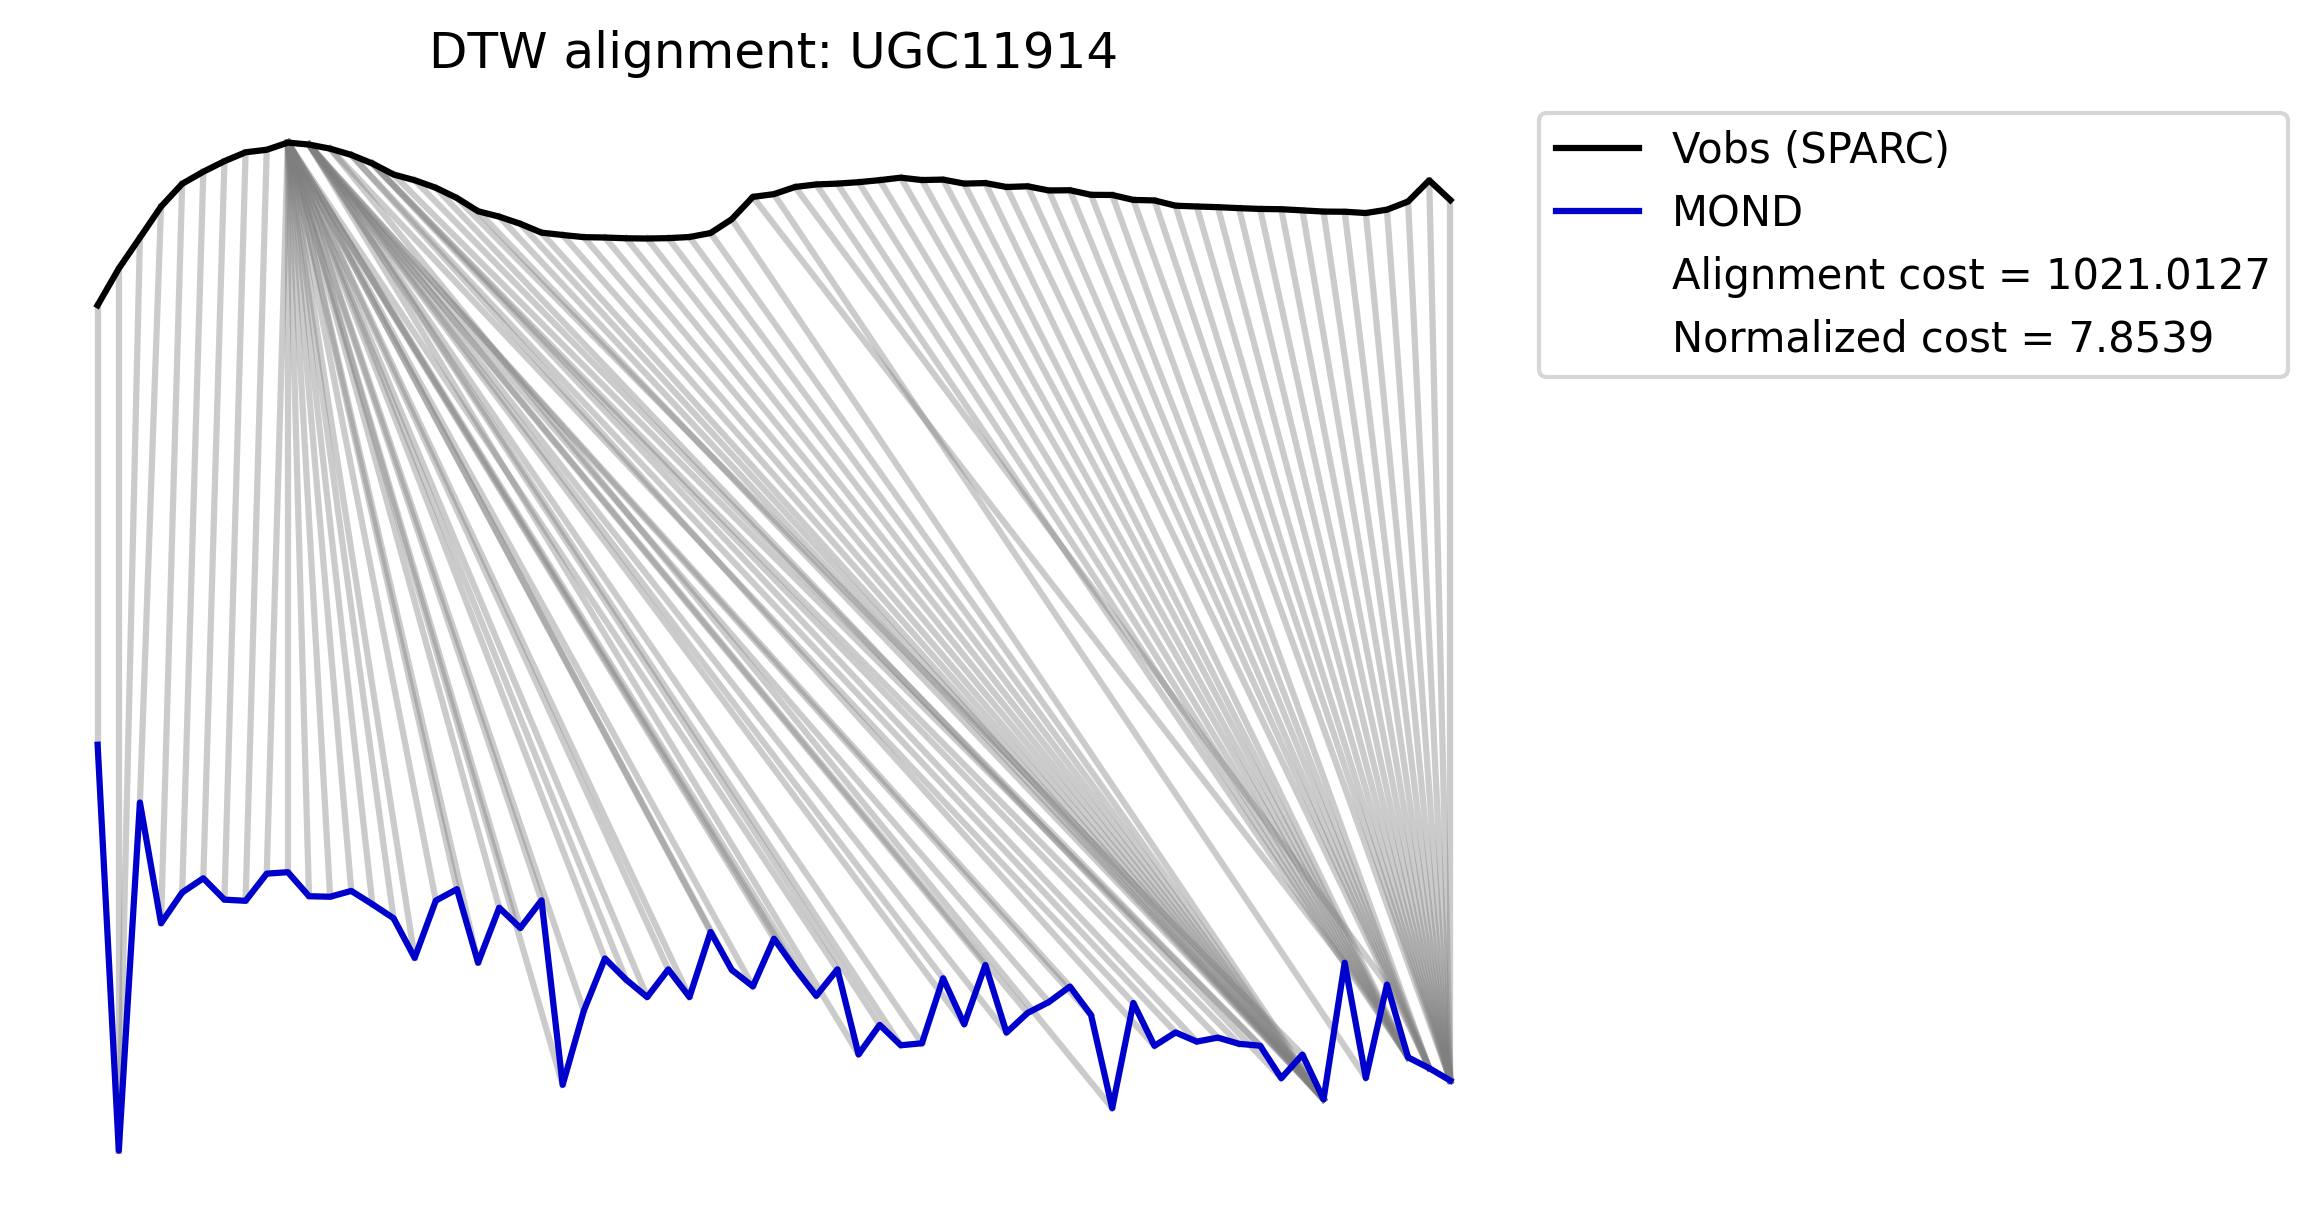 DTW alignment: UGC11914
Vobs (SPARC)
MOND
Alignment cost = 1021.0127
Normalized cost = 7.8539